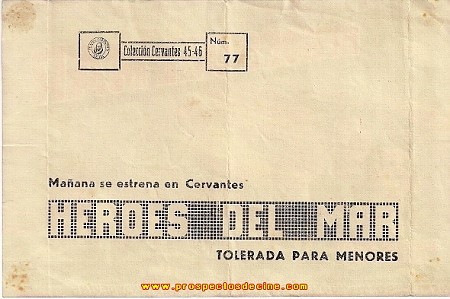 Colección Cervantes 45-46
Núm.
77
Mañana se estrena en Cervantes
HEROES DEL MAR
TOLERADA PARA MENORES
www.prospectosdecine.com